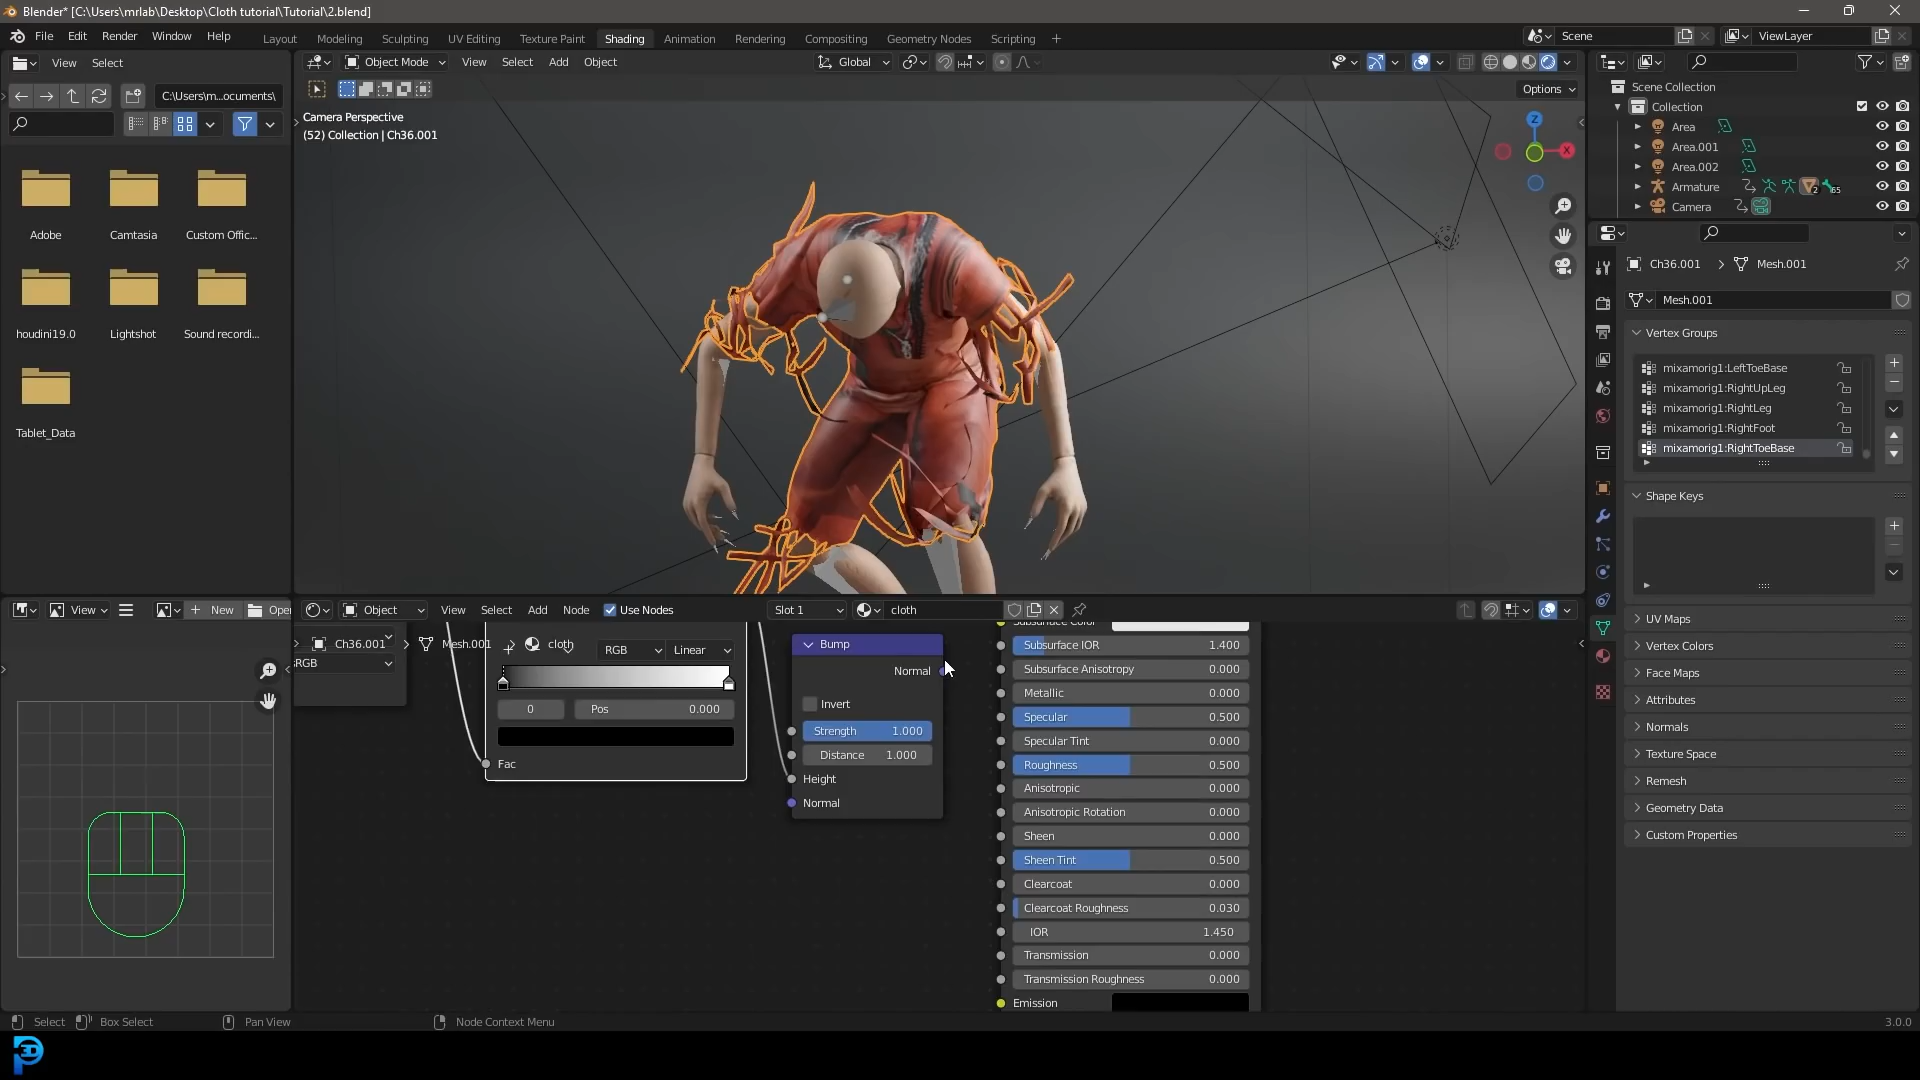 Blender* [C:\Users\mrlab\Desktop\Cloth tutorial\Tutorial\2.blend]
File Edit Render Window Help
Layout Modeling Sculpting UV Editing Texture Paint Shading Animation Rendering Compositing Geometry Nodes Scripting
Scene
ViewLayer
View Select
C:\Users\m...ocuments\
Adobe
Camtasia
Custom Offic...
houdini19.0
Lightshot
Sound recordi...
Tablet_Data
Object Mode View Select Add Object
Global
Options
Camera Perspective
(52) Collection | Ch36.001
Z
X
Scene Collection
Collection
Area
Area.001
Area.002
Armature
2
65
Camera
Ch36.001 Mesh.001
Mesh.001
Vertex Groups
mixamorig1:LeftToeBase
mixamorig1:RightUpLeg
mixamorig1:RightLeg
mixamorig1:RightFoot
mixamorig1:RightToeBase
Shape Keys
UV Maps
Vertex Colors
Face Maps
Attributes
Normals
Texture Space
Remesh
Geometry Data
Custom Properties
View
New
Open
Object View Select Add Node Use Nodes
Slot 1
cloth
Ch36.001 Mesh.001 cloth
RGB
RGB Linear
0 Pos 0.000
Fac
Bump
Normal
Invert
Strength 1.000
Distance 1.000
Height
Normal
Subsurface Color
Subsurface IOR 1.400
Subsurface Anisotropy 0.000
Metallic 0.000
Specular 0.500
Specular Tint 0.000
Roughness 0.500
Anisotropic 0.000
Anisotropic Rotation 0.000
Sheen 0.000
Sheen Tint 0.500
Clearcoat 0.000
Clearcoat Roughness 0.030
IOR 1.450
Transmission 0.000
Transmission Roughness 0.000
Emission
Select Box Select Pan View Node Context Menu
3.0.0